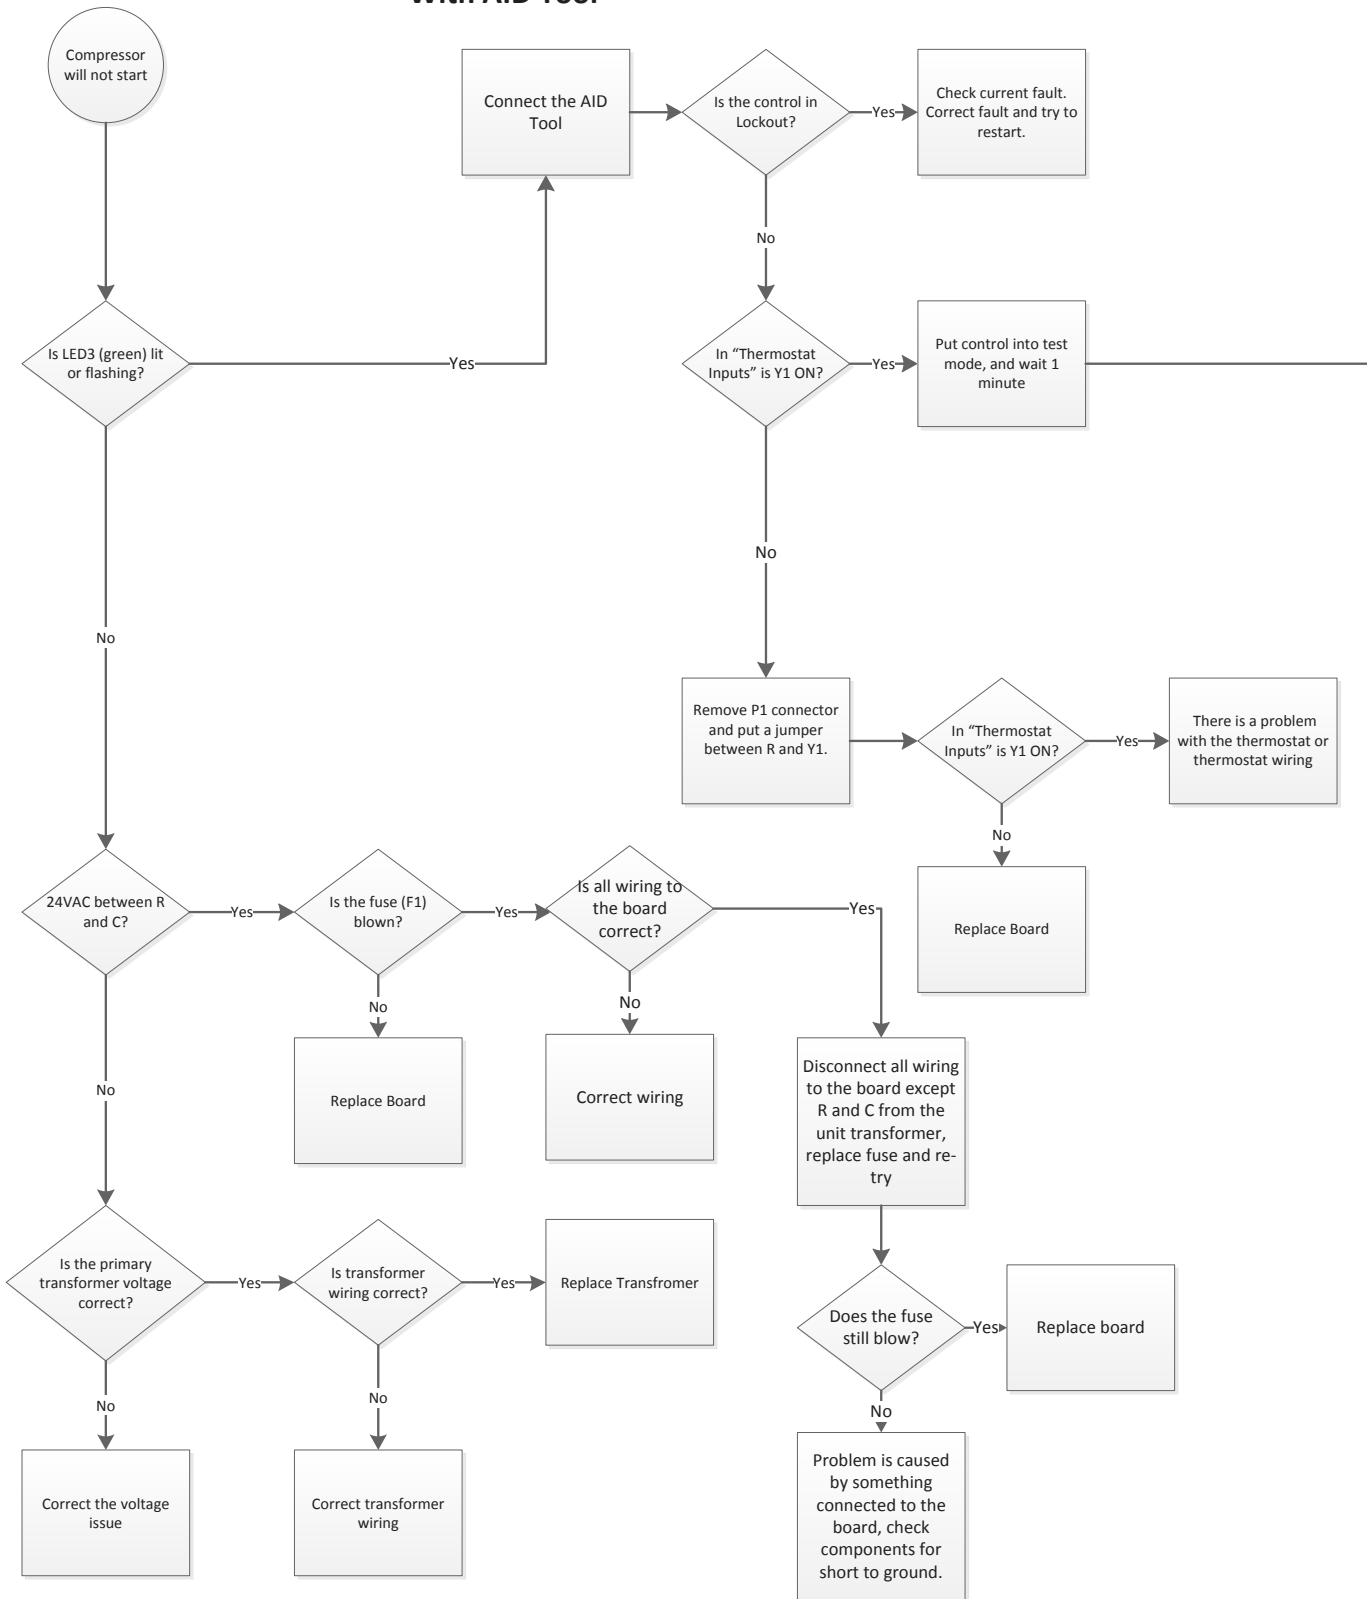 With AID Tool
Compressor
will not start
Connect the AID
Tool
Is the control in
Lockout?
Yes
Check current fault.
Correct fault and try to
restart.
No
Is LED3 (green) lit
or flashing?
Yes
In “Thermostat
Inputs” is Y1 ON?
Yes
Put control into test
mode, and wait 1
minute
No
No
Remove P1 connector
and put a jumper
between R and Y1.
In “Thermostat
Inputs” is Y1 ON?
Yes
There is a problem
with the thermostat or
thermostat wiring
No
Replace Board
24VAC between R
and C?
Yes
Is the fuse (F1)
blown?
Yes
Is all wiring to
the board
correct?
Yes
No
Replace Board
No
Correct wiring
Disconnect all wiring
to the board except
R and C from the
unit transformer,
replace fuse and re-
try
No
Is the primary
transformer voltage
correct?
Yes
Is transformer
wiring correct?
Yes
Replace Transfromer
Does the fuse
still blow?
Yes
Replace board
No
Correct the voltage
issue
No
Correct transformer
wiring
No
Problem is caused
by something
connected to the
board, check
components for
short to ground.